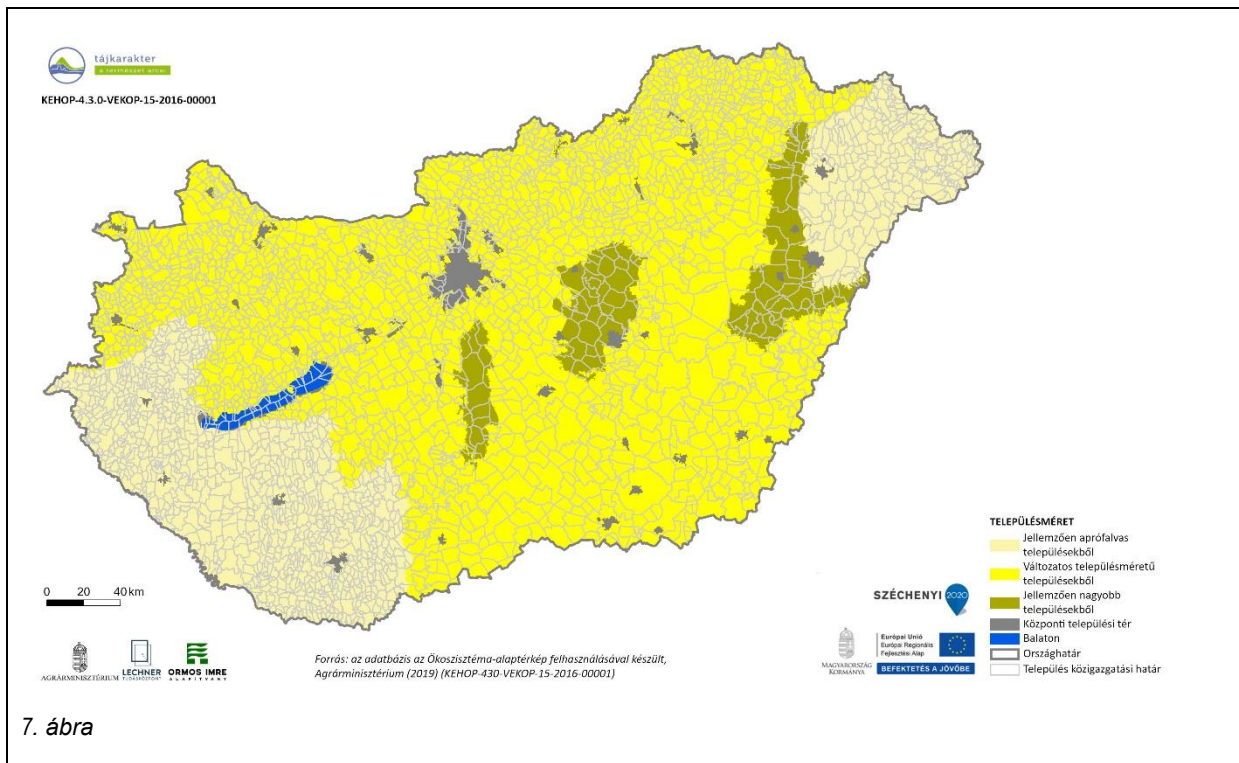 tájkarakter
a természet arcai
KEHOP-4.3.0-VEKOP-15-2016-00001
TELEPÜLÉSMÉRET
Jellemzően aprófalvas
településekből
Változatos településméretű
településekből
Jellemzően nagyobb
településekből
Központi települési tér
Balaton
Országhatár
Település közigazgatási határ
0 20 40 km
SZÉCHENYI 2020
MAGYARORSZÁG
KORMÁNYA
Európai Unió
Európai Regionális
Fejlesztési Alap
BEFEKTETÉS A JÖVŐBE
AGRÁRMINISZTÉRIUM
LECHNER
TUDÁSKÖZPONT
ORMOS IMRE
ALAPÍTVÁNY
Forrás: az adatbázis az Ökoszisztéma-alaptérkép felhasználásával készült,
Agrárminisztérium (2019) (KEHOP-430-VEKOP-15-2016-00001)
7. ábra